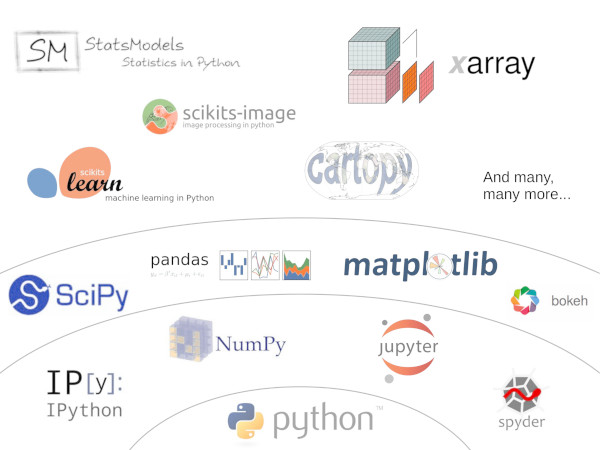 SM StatsModels
Statistics in Python
xarray
scikits-image
image processing in python
cartopy
scikits
learn
machine learning in Python
And many,
many more...
pandas
matplotlib
SciPy
bokeh
NumPy
jupyter
IP[y]:
IPython
python™
spyder